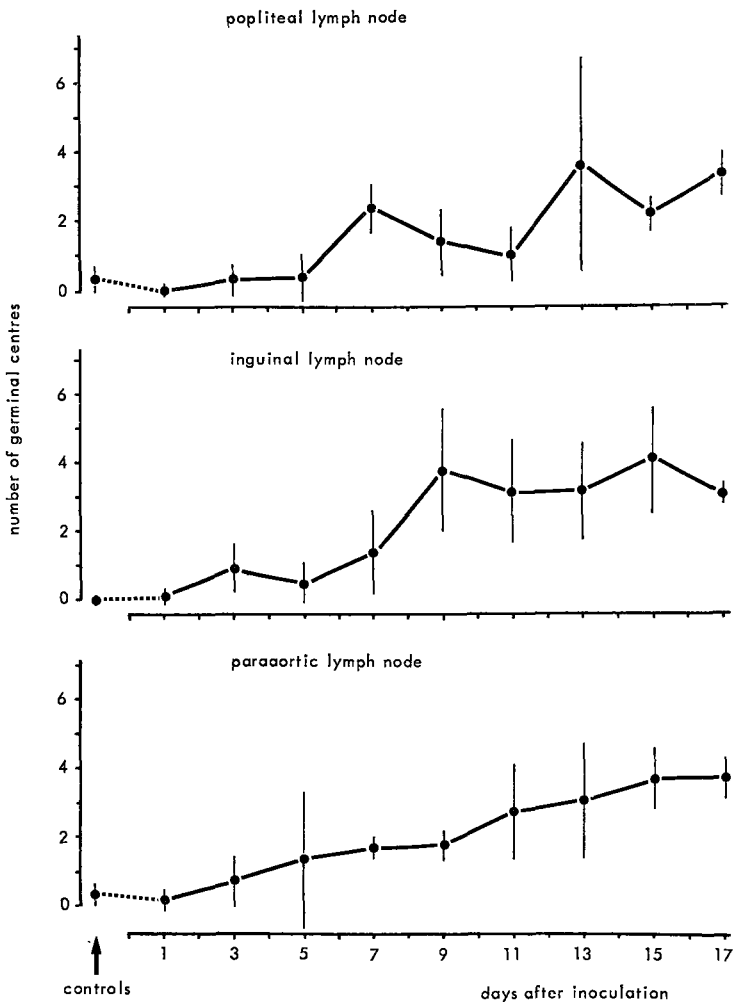 popliteal lymph node
6
4
2
0
number of germinal centres
inguinal lymph node
6
4
2
0
paraaortic lymph node
6
4
2
0
1 3 5 7 9 11 13 15 17
controls
days after inoculation